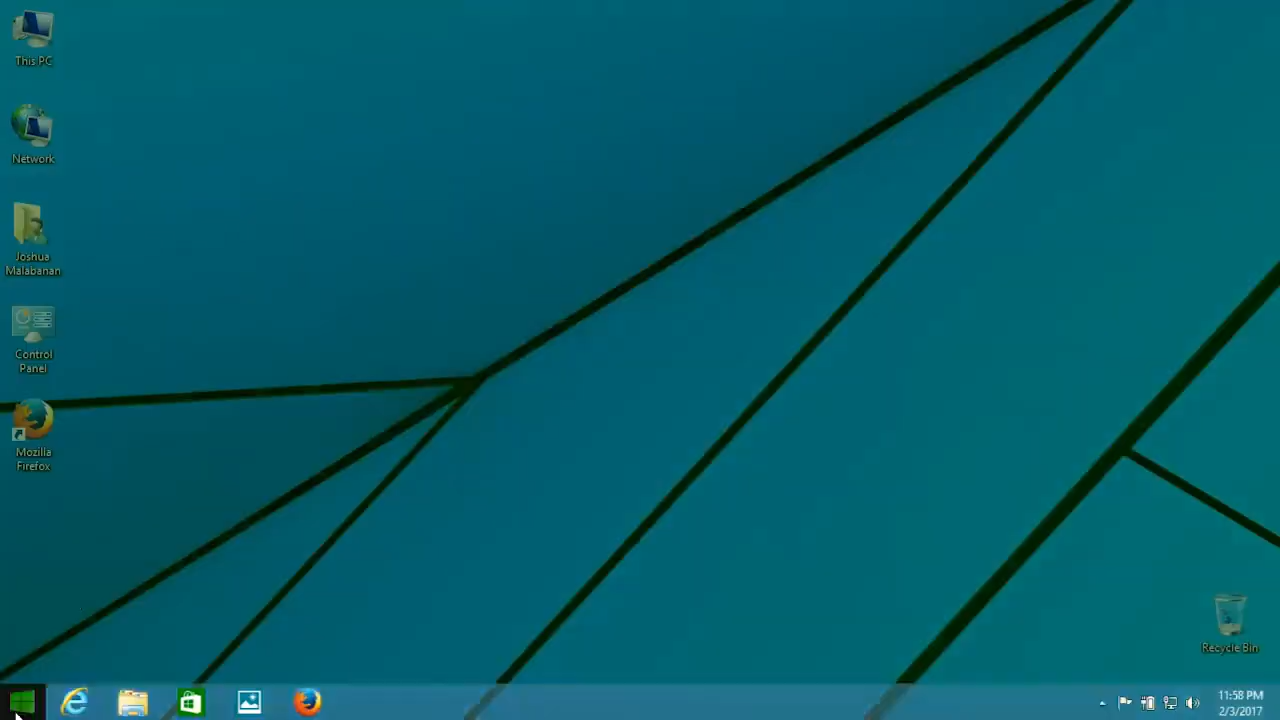 This PC
Network
Joshua
Malabanan
Control
Panel
Mozilla
Firefox
Recycle Bin
11:58 PM
2/3/2017